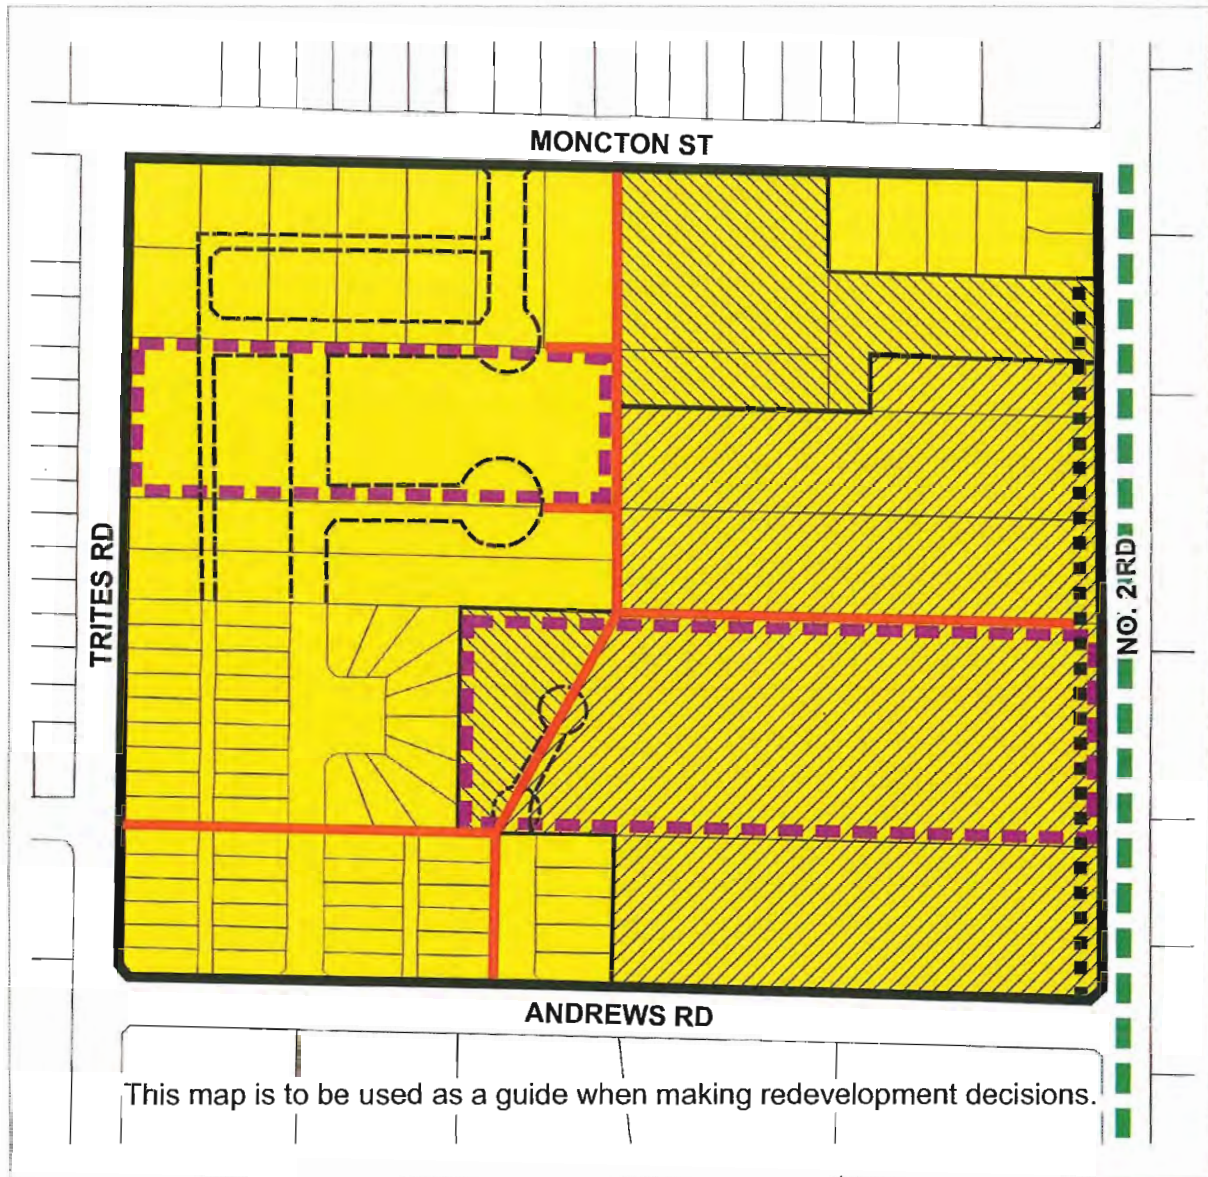 MONCTON ST
TRITES RD
NO. 2 RD
ANDREWS RD
This map is to be used as a guide when making redevelopment decisions.